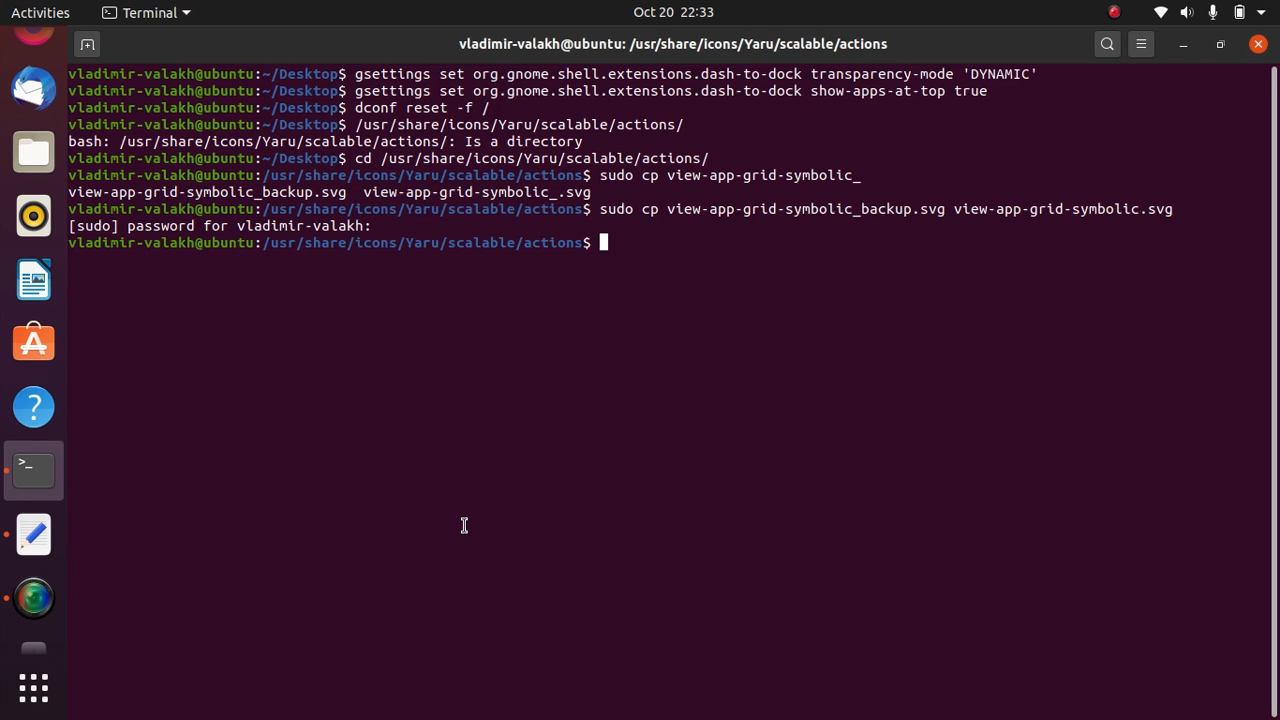 Activities Terminal Oct 20 22:33
vladimir-valakh@ubuntu: /usr/share/icons/Yaru/scalable/actions
vladimir-valakh@ubuntu:~/Desktop$ gsettings set org.gnome.shell.extensions.dash-to-dock transparency-mode 'DYNAMIC'
vladimir-valakh@ubuntu:~/Desktop$ gsettings set org.gnome.shell.extensions.dash-to-dock show-apps-at-top true
vladimir-valakh@ubuntu:~/Desktop$ dconf reset -f /
vladimir-valakh@ubuntu:~/Desktop$ /usr/share/icons/Yaru/scalable/actions/
bash: /usr/share/icons/Yaru/scalable/actions/: Is a directory
vladimir-valakh@ubuntu:~/Desktop$ cd /usr/share/icons/Yaru/scalable/actions/
vladimir-valakh@ubuntu:/usr/share/icons/Yaru/scalable/actions$ sudo cp view-app-grid-symbolic_
view-app-grid-symbolic_backup.svg  view-app-grid-symbolic_.svg
vladimir-valakh@ubuntu:/usr/share/icons/Yaru/scalable/actions$ sudo cp view-app-grid-symbolic_backup.svg view-app-grid-symbolic.svg
[sudo] password for vladimir-valakh:
vladimir-valakh@ubuntu:/usr/share/icons/Yaru/scalable/actions$